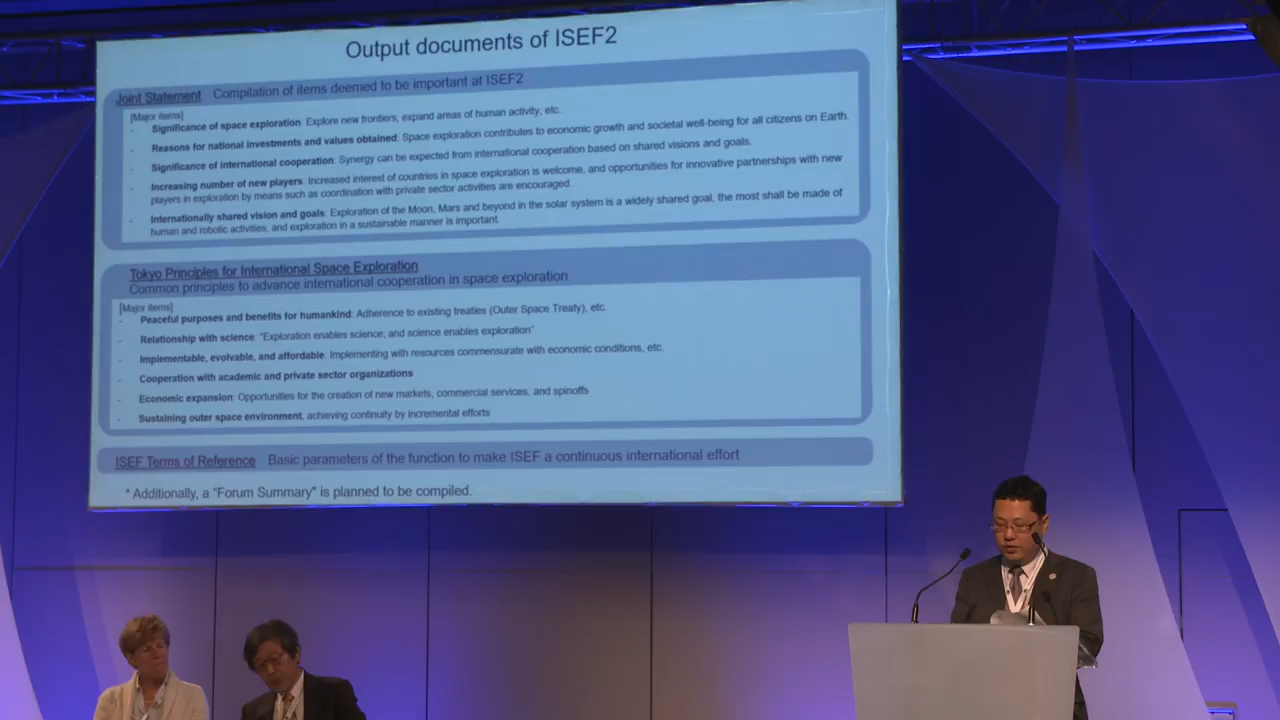 Output documents of ISEF2
Joint Statement Compilation of items deemed to be important at ISEF2
[Major items]
- Significance of space exploration: Explore new frontiers, expand areas of human activity, etc.
- Reasons for national investments and values obtained: Space exploration contributes to economic growth and societal well-being for all citizens on Earth.
- Significance of international cooperation: Synergy can be expected from international cooperation based on shared visions and goals.
- Increasing number of new players: Increased interest of countries in space exploration is welcome, and opportunities for innovative partnerships with new
players in exploration by means such as coordination with private sector activities are encouraged.
- Internationally shared vision and goals: Exploration of the Moon, Mars and beyond in the solar system is a widely shared goal, the most shall be made of
human and robotic activities, and exploration in a sustainable manner is important.
Tokyo Principles for International Space Exploration
Common principles to advance international cooperation in space exploration
[Major items]
- Peaceful purposes and benefits for humankind: Adherence to existing treaties (Outer Space Treaty), etc.
- Relationship with science: "Exploration enables science; and science enables exploration"
- Implementable, evolvable, and affordable: Implementing with resources commensurate with economic conditions, etc.
- Cooperation with academic and private sector organizations
- Economic expansion: Opportunities for the creation of new markets, commercial services, and spinoffs
- Sustaining outer space environment, achieving continuity by incremental efforts
ISEF Terms of Reference Basic parameters of the function to make ISEF a continuous international effort
* Additionally, a "Forum Summary" is planned to be compiled.